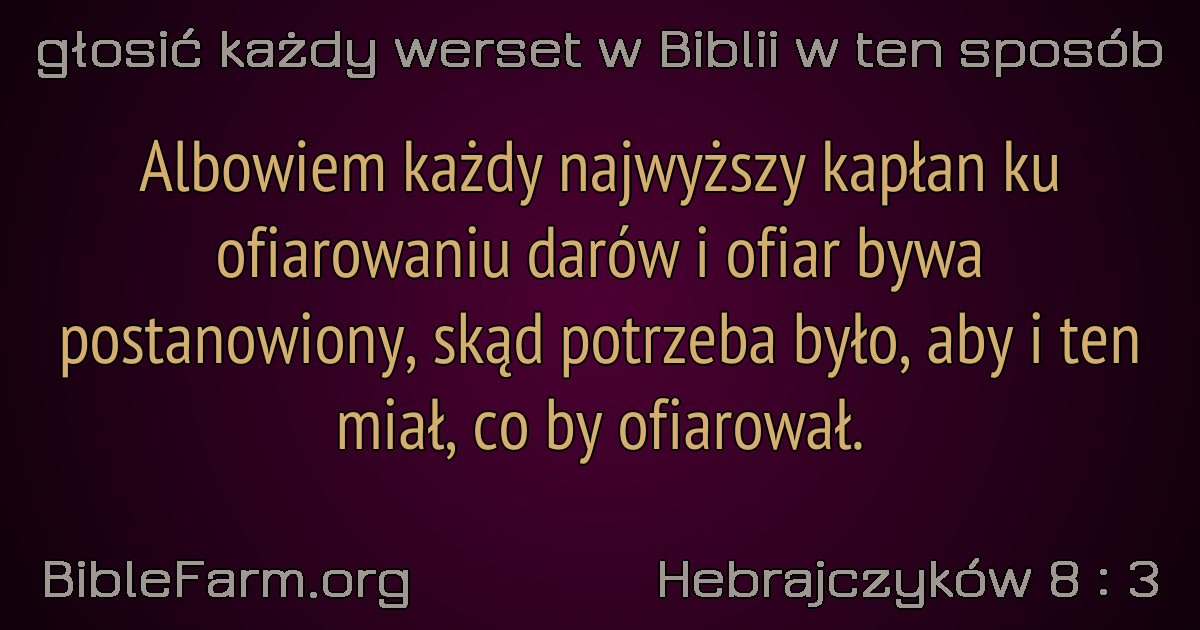 głosić każdy werset w Biblii w ten sposób
Albowiem każdy najwyższy kapłan ku
ofiarowaniu darów i ofiar bywa
postanowiony, skąd potrzeba było, aby i ten
miał, co by ofiarował.
BibleFarm.org
Hebrajczyków 8 : 3